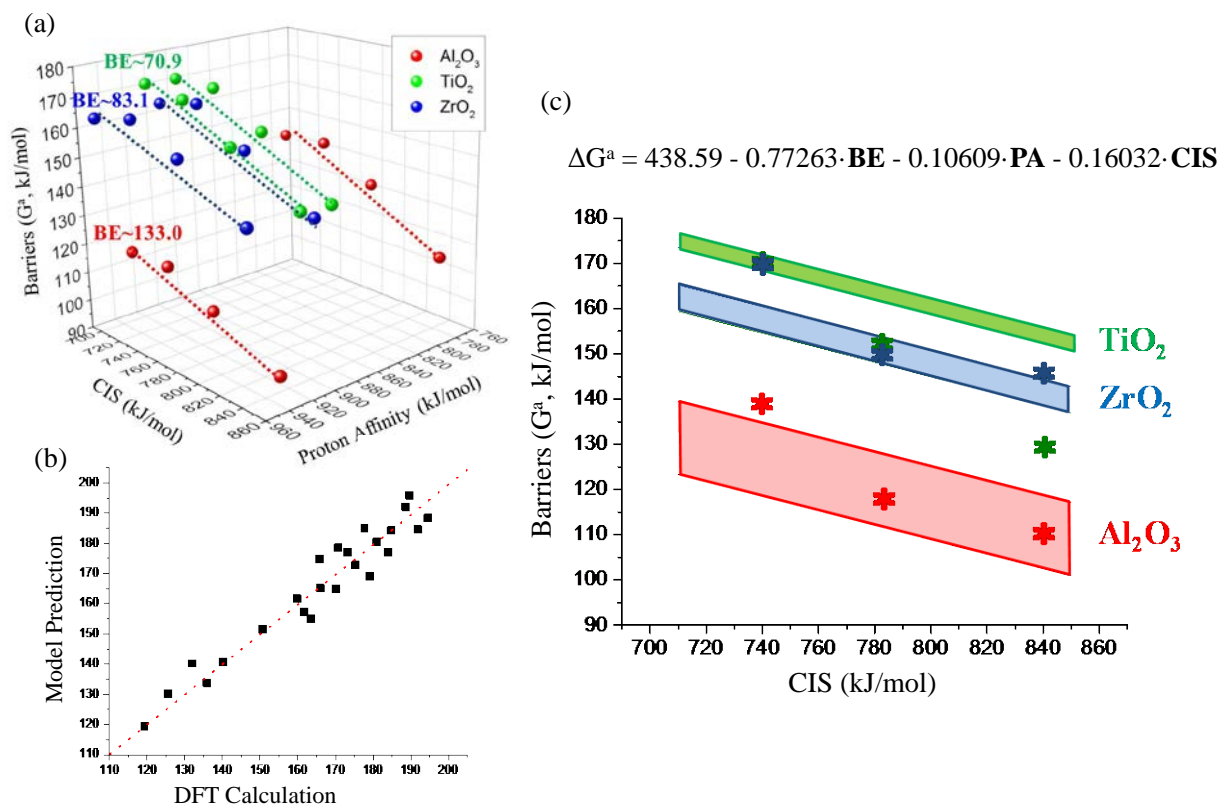 (a)
BE~70.9
BE~83.1
BE~133.0
Al₂O₃
TiO₂
ZrO₂
Barriers (Gᵃ, kJ/mol)
180
170
160
150
140
130
120
110
100
90
700
720
740
760
780
800
820
840
860
CIS (kJ/mol)
960
940
920
900
880
860
840
820
800
780
760
Proton Affinity (kJ/mol)
(b)
Model Prediction
200
190
180
170
160
150
140
130
120
110
110 120 130 140 150 160 170 180 190 200
DFT Calculation
(c)
ΔGᵃ = 438.59 - 0.77263·BE - 0.10609·PA - 0.16032·CIS
Barriers (Gᵃ, kJ/mol)
180
170
160
150
140
130
120
110
100
90
TiO₂
ZrO₂
Al₂O₃
700 720 740 760 780 800 820 840 860
CIS (kJ/mol)